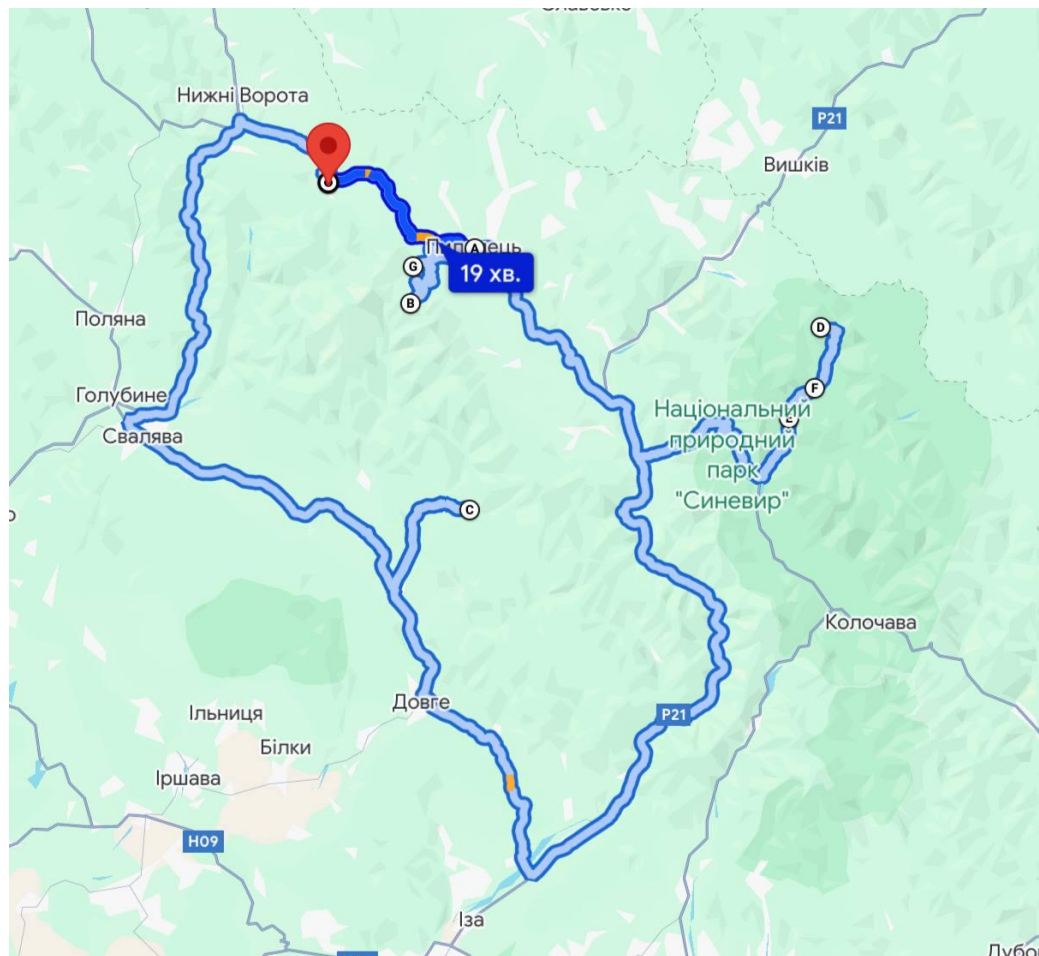 Нижні Ворота
P21
Вишків
A
G
19 хв.
B
Поляна
D
Голубине
F
Свалява
Національний
природний
парк
"Синевир"
C
Колочава
Довге
P21
Ільниця
Білки
Іршава
H09
Іза